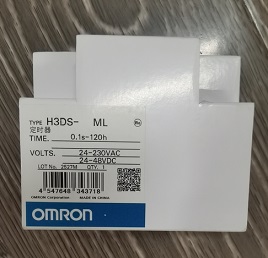 TYPE H3DS- ML
定时器
TIME. 0.1s-120h
VOLTS. 24-230VAC
24-48VDC
LOT No. 2527M QTY. 1
4 547648 343718
OMRON
OMRON Corporation MADE IN CHINA